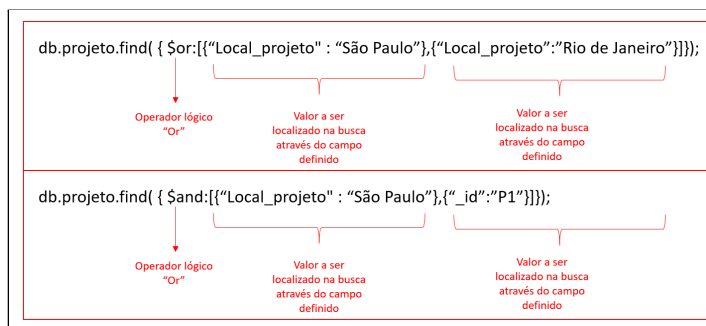 db.projeto.find( { $or:[{“Local_projeto" : “São Paulo”},{“Local_projeto”:”Rio de Janeiro”}]});
Operador lógico
“Or”
Valor a ser
localizado na busca
através do campo
definido
Valor a ser
localizado na busca
através do campo
definido
db.projeto.find( { $and:[{“Local_projeto" : “São Paulo”},{“_id”:”P1”}]});
Operador lógico
“Or”
Valor a ser
localizado na busca
através do campo
definido
Valor a ser
localizado na busca
através do campo
definido